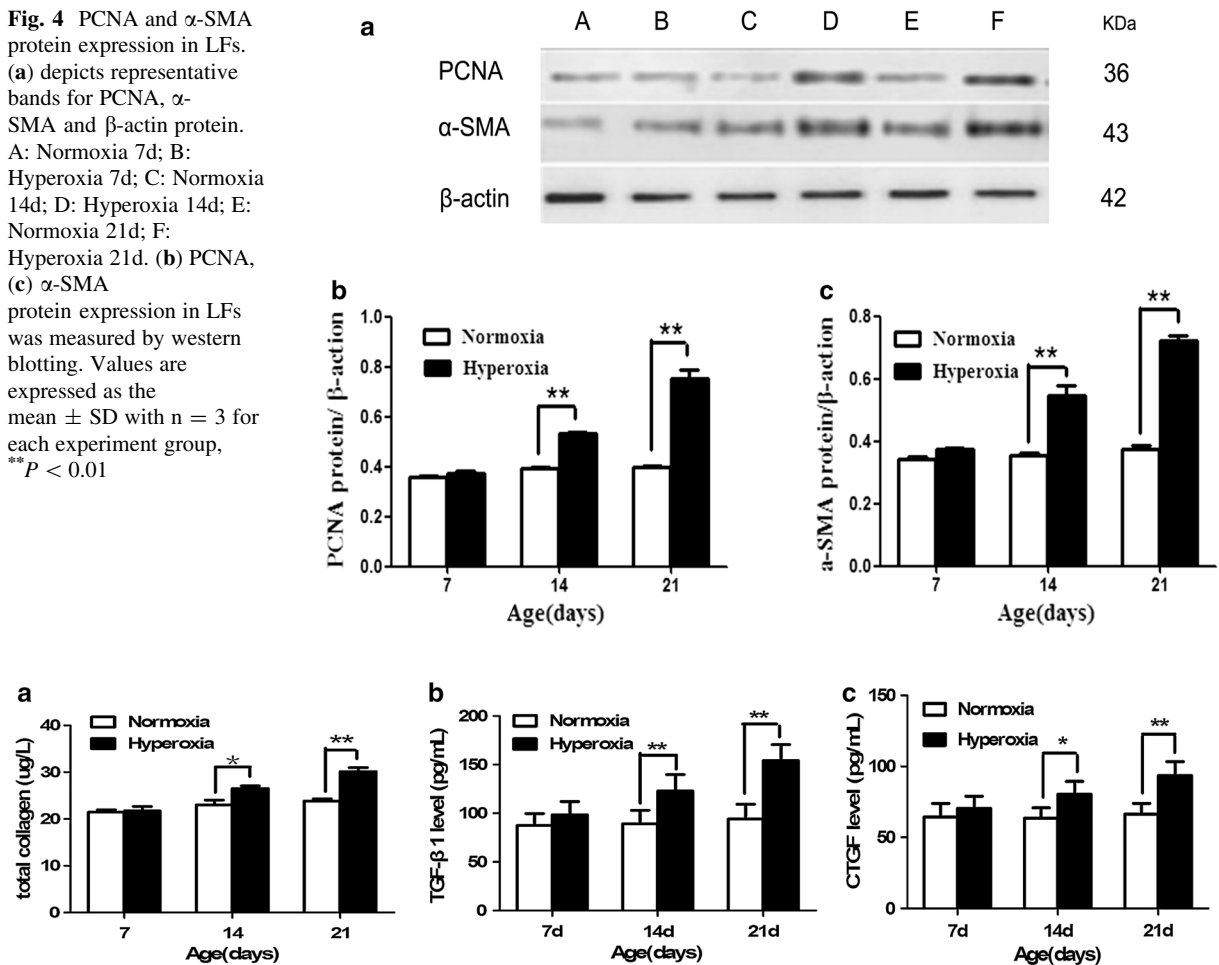 Fig. 4 PCNA and α-SMA
protein expression in LFs.
(a) depicts representative
bands for PCNA, α-
SMA and β-actin protein.
A: Normoxia 7d; B:
Hyperoxia 7d; C: Normoxia
14d; D: Hyperoxia 14d; E:
Normoxia 21d; F:
Hyperoxia 21d. (b) PCNA,
(c) α-SMA
protein expression in LFs
was measured by western
blotting. Values are
expressed as the
mean ± SD with n = 3 for
each experiment group,
**P < 0.01
a
A B C D E F KDa
PCNA 36
α-SMA 43
β-actin 42
b
Normoxia
Hyperoxia
PCNA protein/ β-action
1.0
0.8
0.6
0.4
0.2
0.0
**
**
7 14 21
Age(days)
c
Normoxia
Hyperoxia
a-SMA protein/β-action
0.8
0.6
0.4
0.2
0.0
**
**
7 14 21
Age(days)
a
Normoxia
Hyperoxia
total collagen (ug/L)
40
30
20
10
0
*
**
7 14 21
Age(days)
b
Normoxia
Hyperoxia
TGF-β 1 level (pg/mL)
200
150
100
50
0
**
**
7d 14d 21d
Age(days)
c
Normoxia
Hyperoxia
CTGF level (pg/mL)
150
100
50
0
*
**
7d 14d 21d
Age(days)